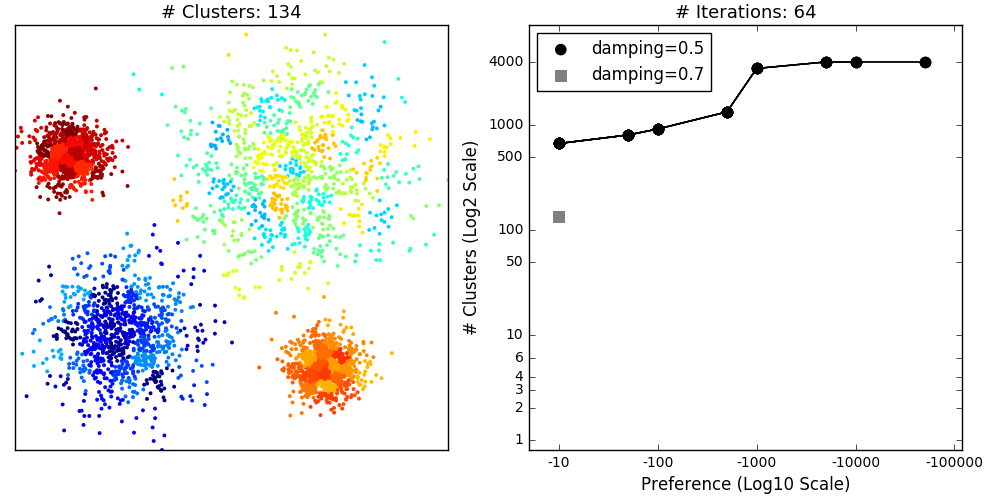 # Clusters: 134
# Iterations: 64
damping=0.5
damping=0.7
# Clusters (Log2 Scale)
4000
1000
500
100
50
10
6
4
3
2
1
-10 -100 -1000 -10000 -100000
Preference (Log10 Scale)